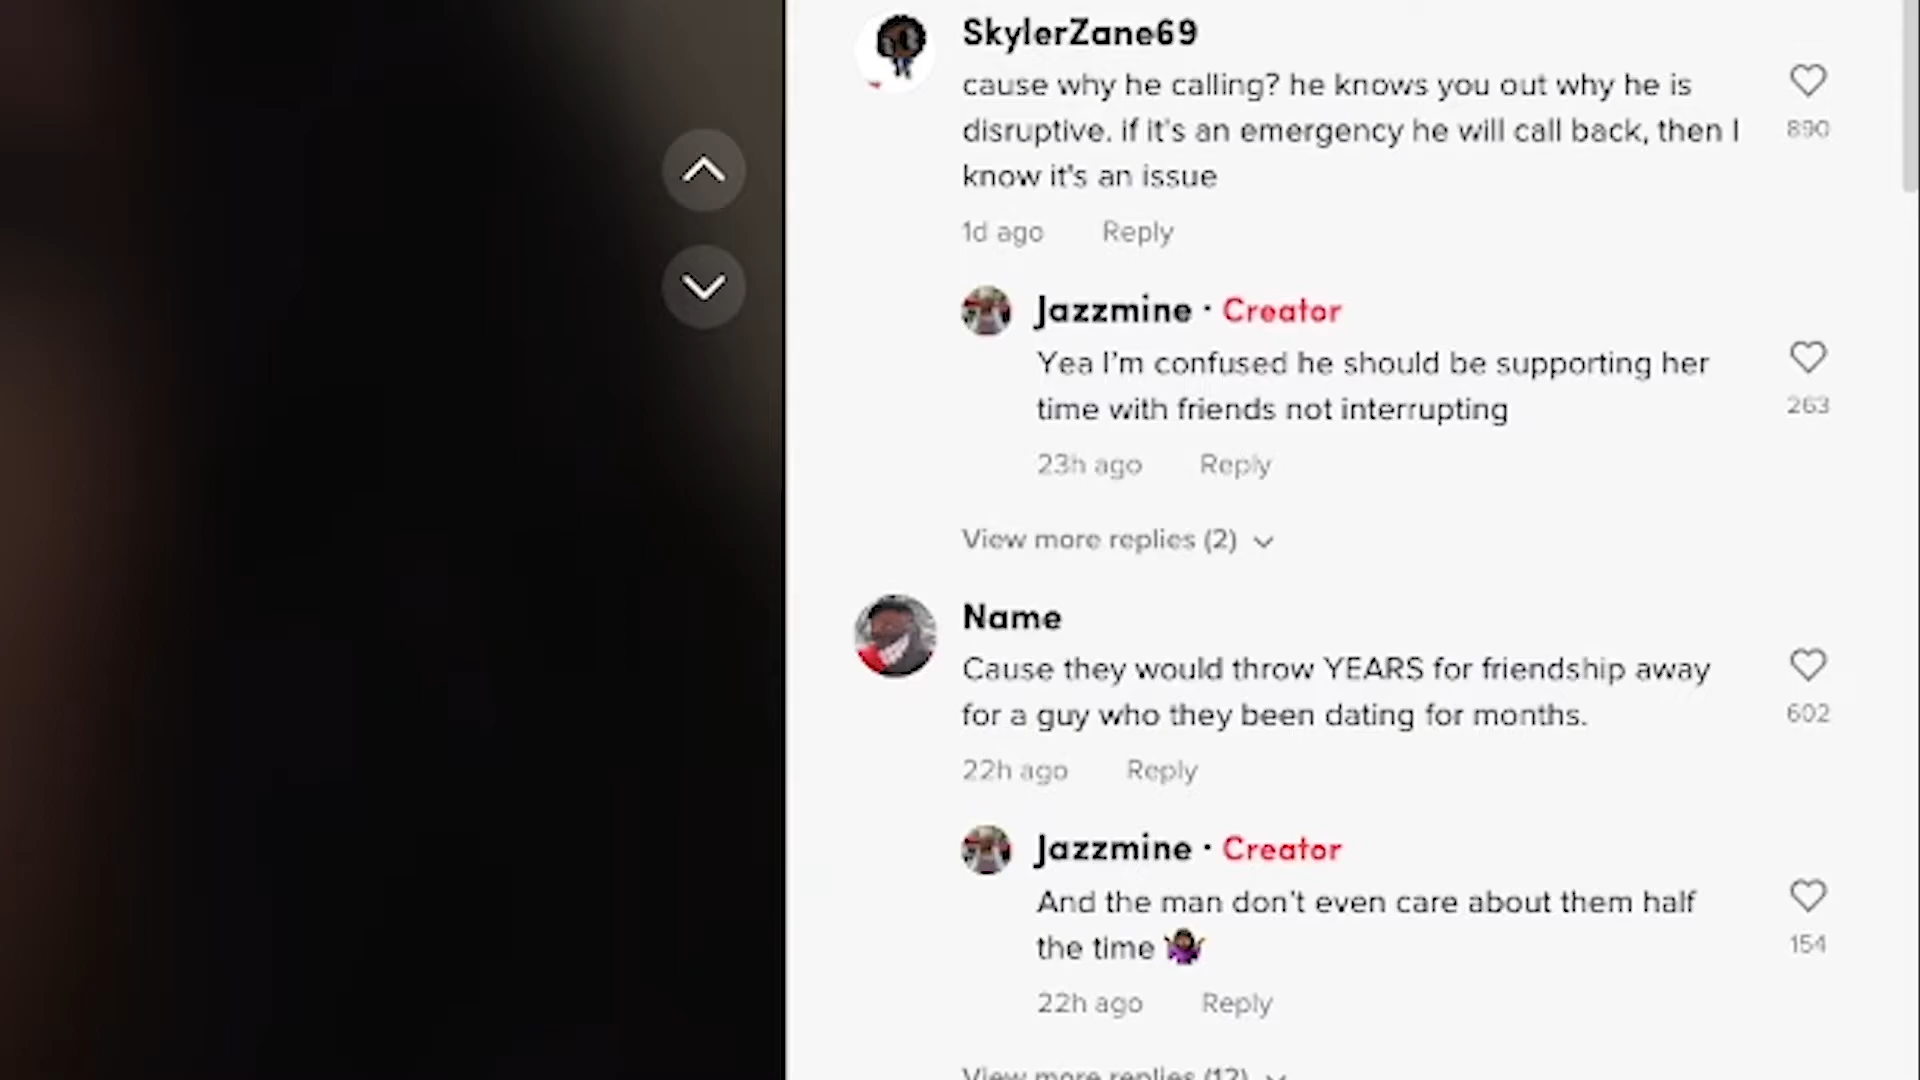 SkylerZane69
cause why he calling? he knows you out why he is
disruptive. if it's an emergency he will call back, then I
know it's an issue
890
1d ago Reply
Jazzmine · Creator
Yea I'm confused he should be supporting her
time with friends not interrupting
263
23h ago Reply
View more replies (2)
Name
Cause they would throw YEARS for friendship away
for a guy who they been dating for months.
602
22h ago Reply
Jazzmine · Creator
And the man don't even care about them half
the time 🤷🏾‍♀️
154
22h ago Reply
View more replies (12)